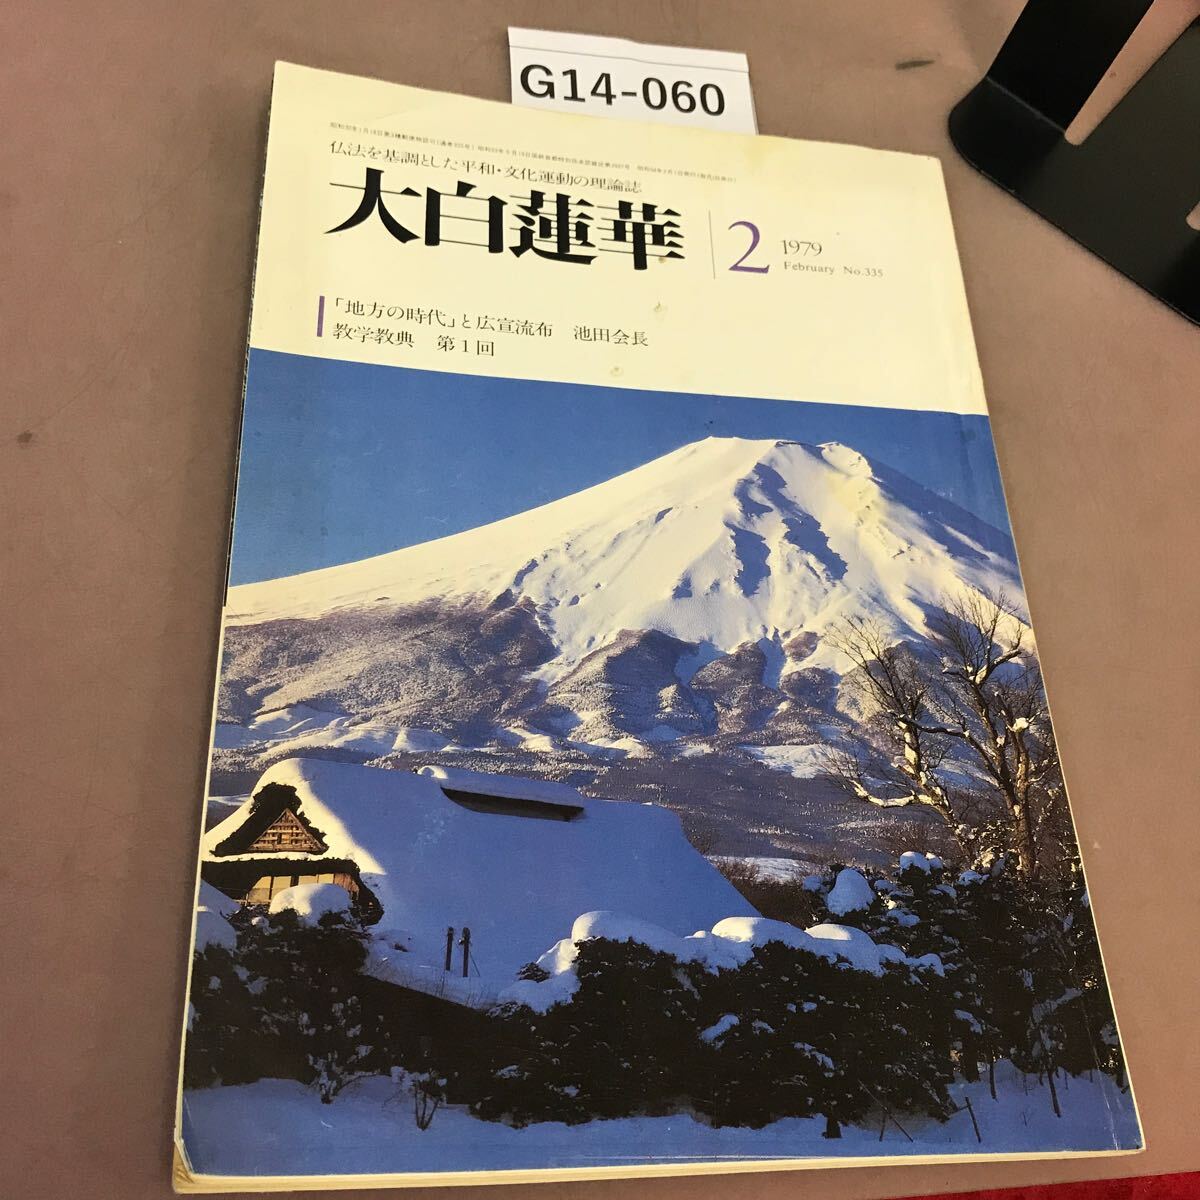 G14-060
仏法を基調とした平和・文化運動の理論誌
大白蓮華
2
1979
February No.335
「地方の時代」と広宣流布 池田会長
教学教典 第1回